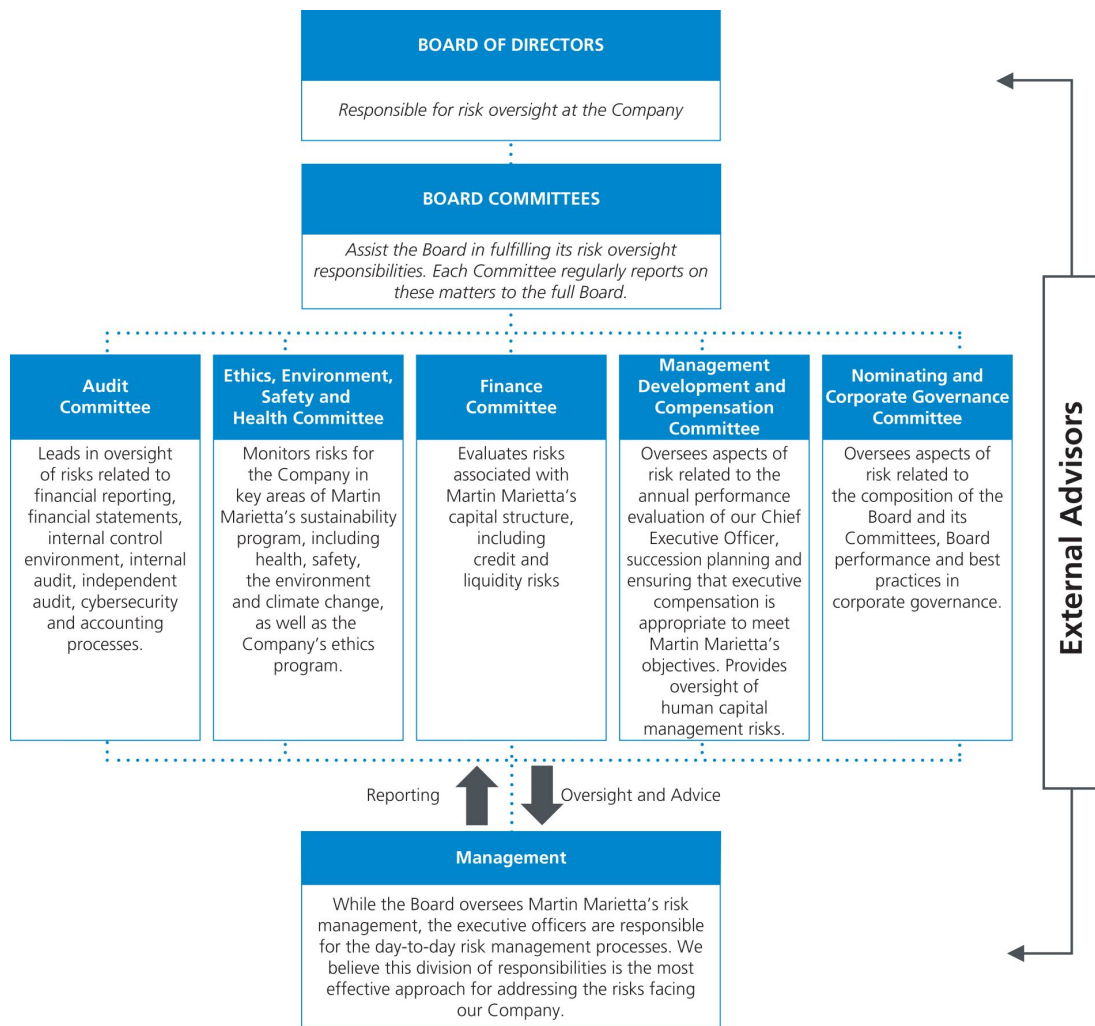 BOARD OF DIRECTORS
Responsible for risk oversight at the Company
BOARD COMMITTEES
Assist the Board in fulfilling its risk oversight
responsibilities. Each Committee regularly reports on
these matters to the full Board.
Audit
Committee
Leads in oversight
of risks related to
financial reporting,
financial statements,
internal control
environment, internal
audit, independent
audit, cybersecurity
and accounting
processes.
Ethics, Environment,
Safety and
Health Committee
Monitors risks for
the Company in
key areas of Martin
Marietta’s sustainability
program, including
health, safety,
the environment
and climate change,
as well as the
Company’s ethics
program.
Finance
Committee
Evaluates risks
associated with
Martin Marietta’s
capital structure,
including
credit and
liquidity risks
Management
Development and
Compensation
Committee
Oversees aspects of
risk related to the
annual performance
evaluation of our Chief
Executive Officer,
succession planning and
ensuring that executive
compensation is
appropriate to meet
Martin Marietta’s
objectives. Provides
oversight of
human capital
management risks.
Nominating and
Corporate Governance
Committee
Oversees aspects of
risk related to
the composition of the
Board and its
Committees, Board
performance and best
practices in
corporate governance.
External Advisors
Reporting
Oversight and Advice
Management
While the Board oversees Martin Marietta’s risk
management, the executive officers are responsible
for the day-to-day risk management processes. We
believe this division of responsibilities is the most
effective approach for addressing the risks facing
our Company.